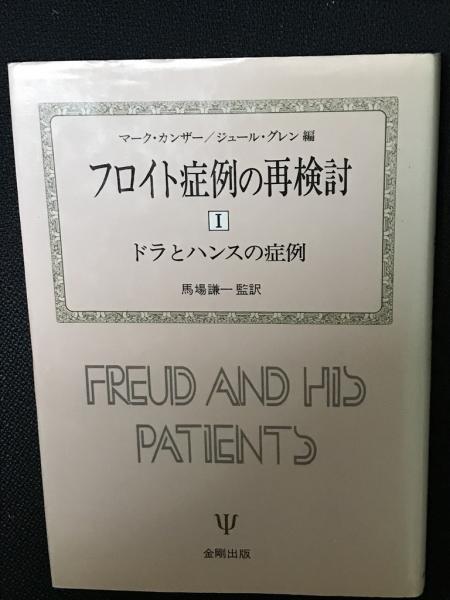 マーク・カンザー／ジュール・グレン 編
フロイト症例の再検討
I
ドラとハンスの症例
馬場謙一 監訳
FREUD AND HIS
PATIENTS
Ψ
金剛出版